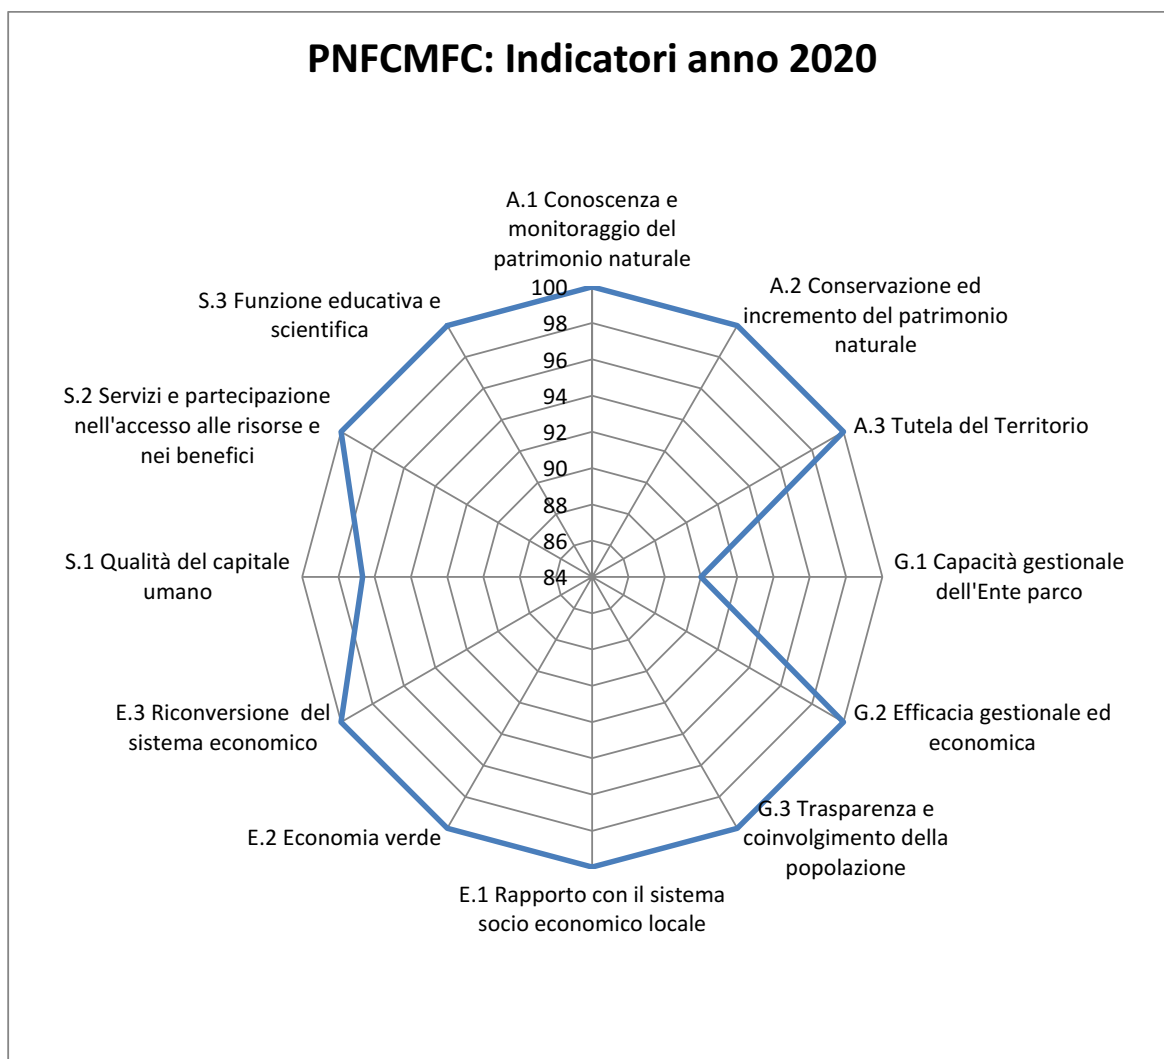 PNFCMFC: Indicatori anno 2020
A.1 Conoscenza e
monitoraggio del
patrimonio naturale
A.2 Conservazione ed
incremento del patrimonio
naturale
A.3 Tutela del Territorio
G.1 Capacità gestionale
dell'Ente parco
G.2 Efficacia gestionale ed
economica
G.3 Trasparenza e
coinvolgimento della
popolazione
E.1 Rapporto con il sistema
socio economico locale
E.2 Economia verde
E.3 Riconversione del
sistema economico
S.1 Qualità del capitale
umano
S.2 Servizi e partecipazione
nell'accesso alle risorse e
nei benefici
S.3 Funzione educativa e
scientifica
100
98
96
94
92
90
88
86
84